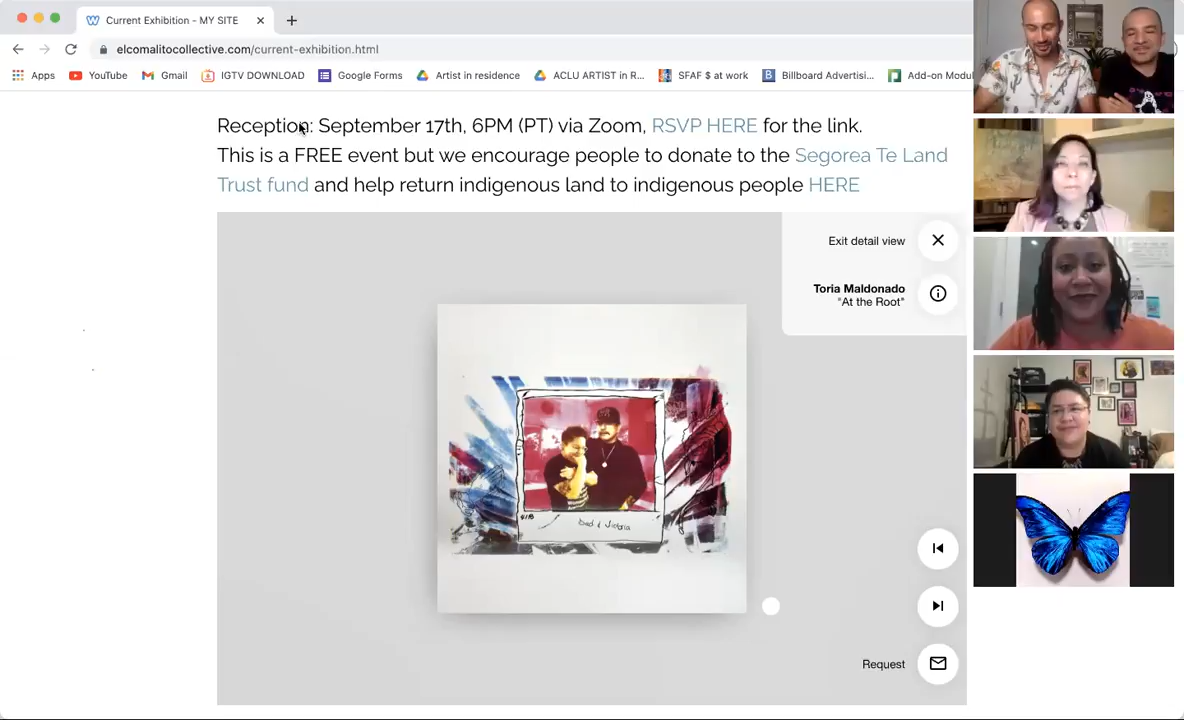 Current Exhibition - MY SITE
elcomalitocollective.com/current-exhibition.html
Apps YouTube Gmail IGTV DOWNLOAD Google Forms Artist in residence ACLU ARTIST in R... SFAF $ at work Billboard Advertisi... Add-on Modul
Reception: September 17th, 6PM (PT) via Zoom, RSVP HERE for the link.
This is a FREE event but we encourage people to donate to the Segorea Te Land
Trust fund and help return indigenous land to indigenous people HERE
Exit detail view
Toria Maldonado
"At the Root"
Request